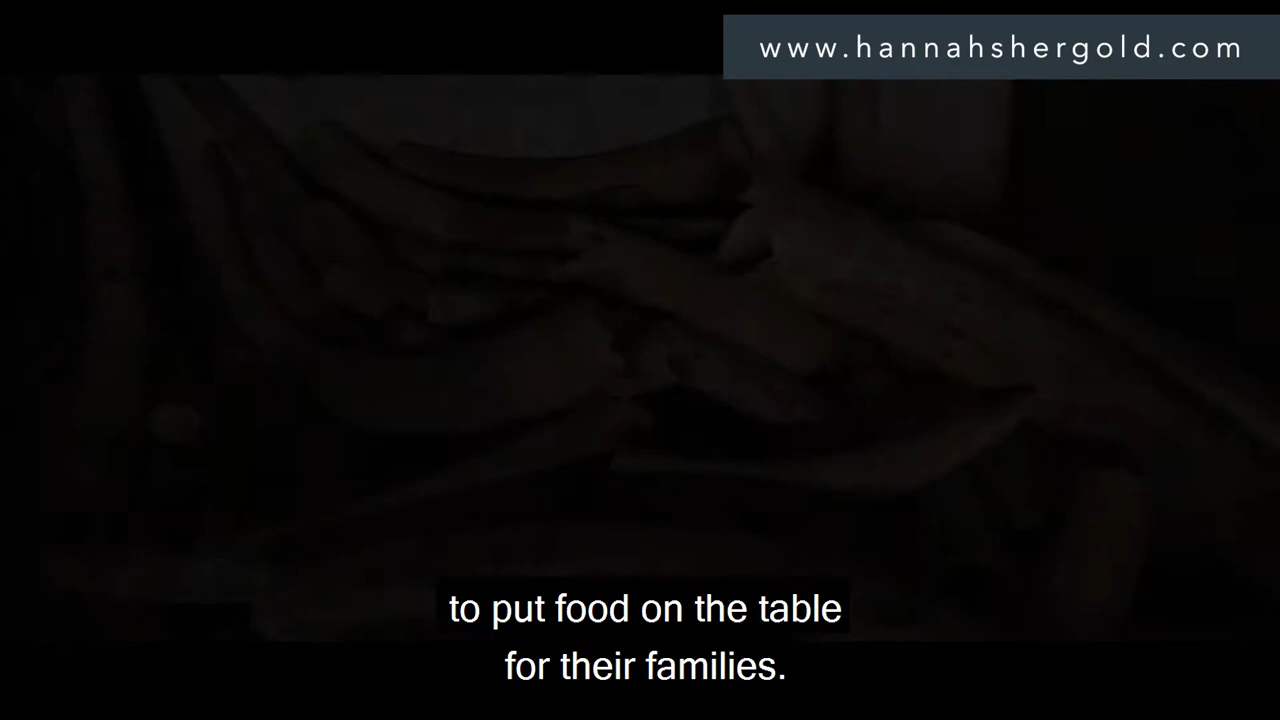 www.hannahshergold.com
to put food on the table
for their families.